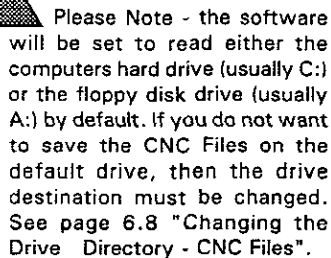 Please Note - the software
will be set to read either the
computers hard drive (usually C:)
or the floppy disk drive (usually
A:) by default. If you do not want
to save the CNC Files on the
default drive, then the drive
destination must be changed.
See page 6.8 "Changing the
Drive Directory - CNC Files".